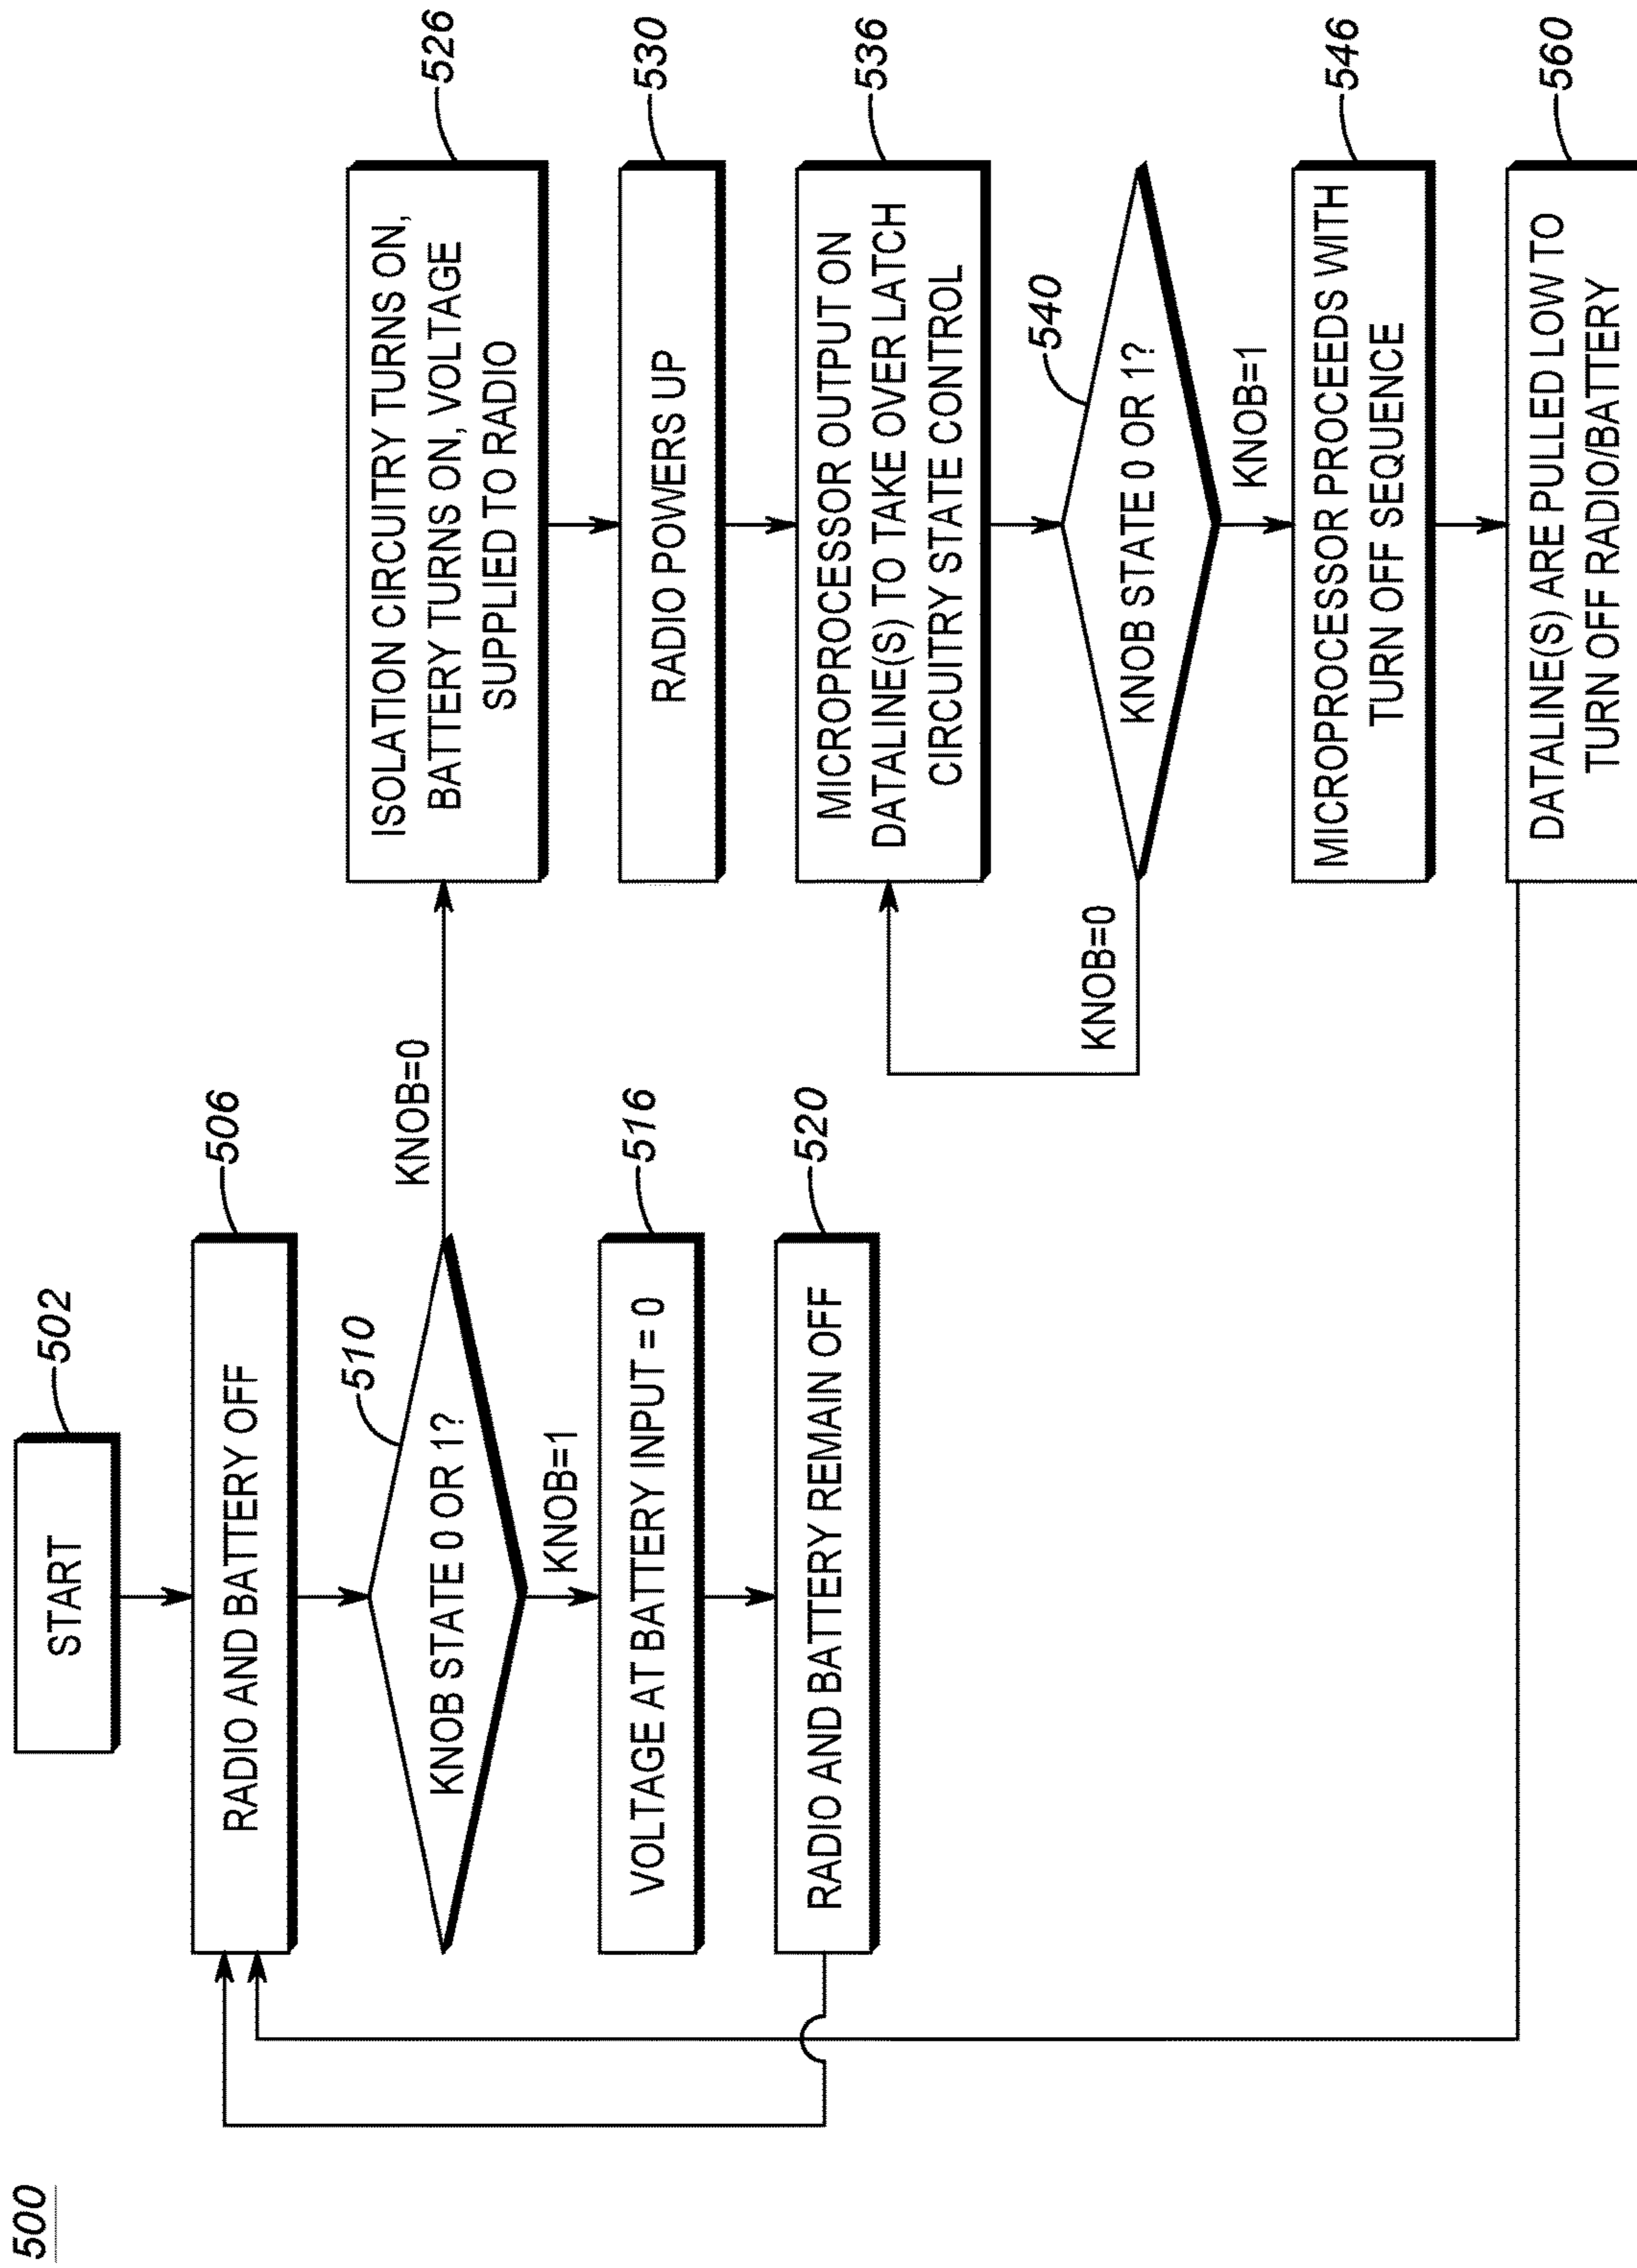 500
START
502
RADIO AND BATTERY OFF
506
510
KNOB STATE 0 OR 1?
KNOB=0
KNOB=1
VOLTAGE AT BATTERY INPUT = 0
516
RADIO AND BATTERY REMAIN OFF
520
ISOLATION CIRCUITRY TURNS ON,
BATTERY TURNS ON, VOLTAGE
SUPPLIED TO RADIO
526
RADIO POWERS UP
530
MICROPROCESSOR OUTPUT ON
DATALINE(S) TO TAKE OVER LATCH
CIRCUITRY STATE CONTROL
536
540
KNOB STATE 0 OR 1?
KNOB=0
KNOB=1
MICROPROCESSOR PROCEEDS WITH
TURN OFF SEQUENCE
546
DATALINE(S) ARE PULLED LOW TO
TURN OFF RADIO/BATTERY
560